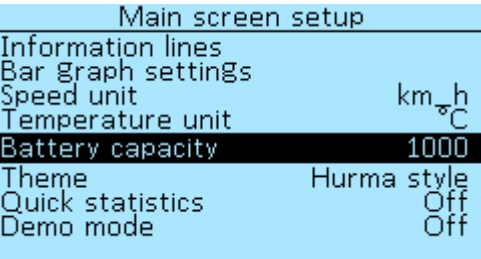 Main screen setup
Information lines
Bar graph settings
Speed unit km_h
Temperature unit °C
Battery capacity 1000
Theme Hurma style
Quick statistics Off
Demo mode Off